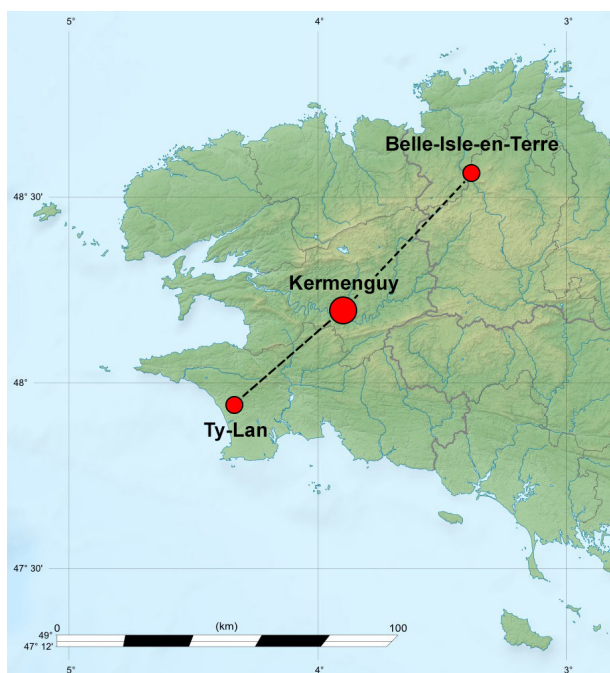 5° 4° 3°
Belle-Isle-en-Terre
48° 30'
Kermenguy
48°
Ty-Lan
47° 30'
0 (km) 100
49°
47° 12'
5° 4° 3°